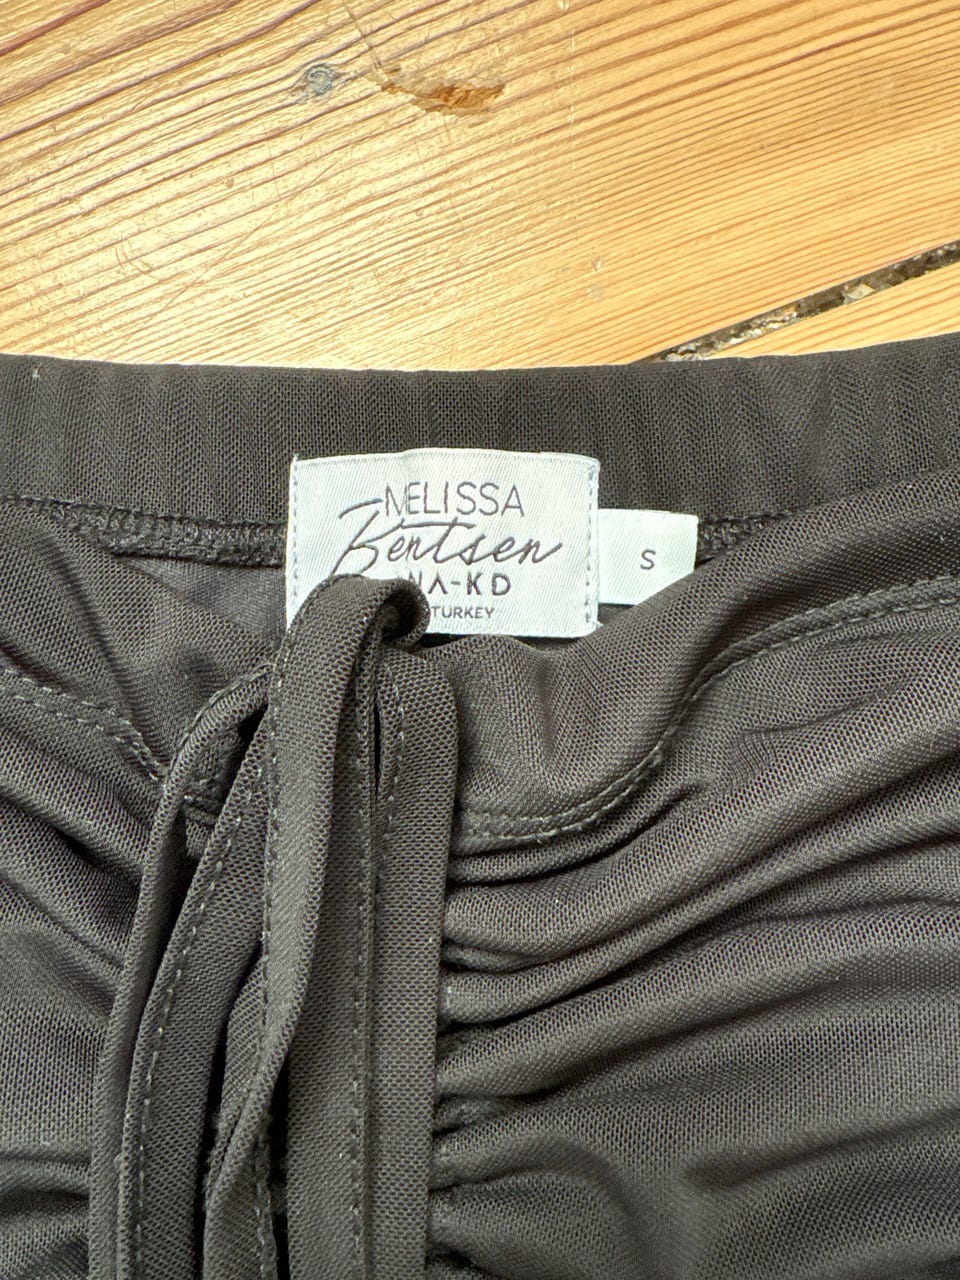 MELISSA
Bentsen
NA-KD
TURKEY
S